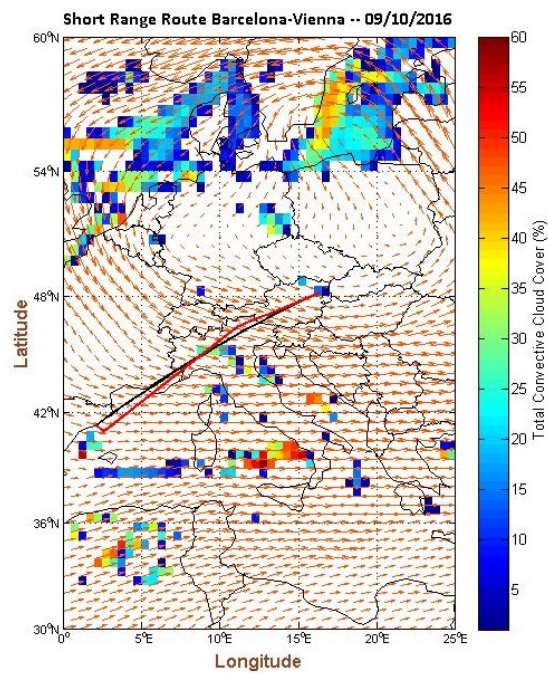 Short Range Route Barcelona-Vienna -- 09/10/2016
60°N
54°N
48°N
42°N
36°N
30°N
0°
5°E
10°E
15°E
20°E
25°E
Latitude
Longitude
60
55
50
45
40
35
30
25
20
15
10
5
Total Convective Cloud Cover (%)